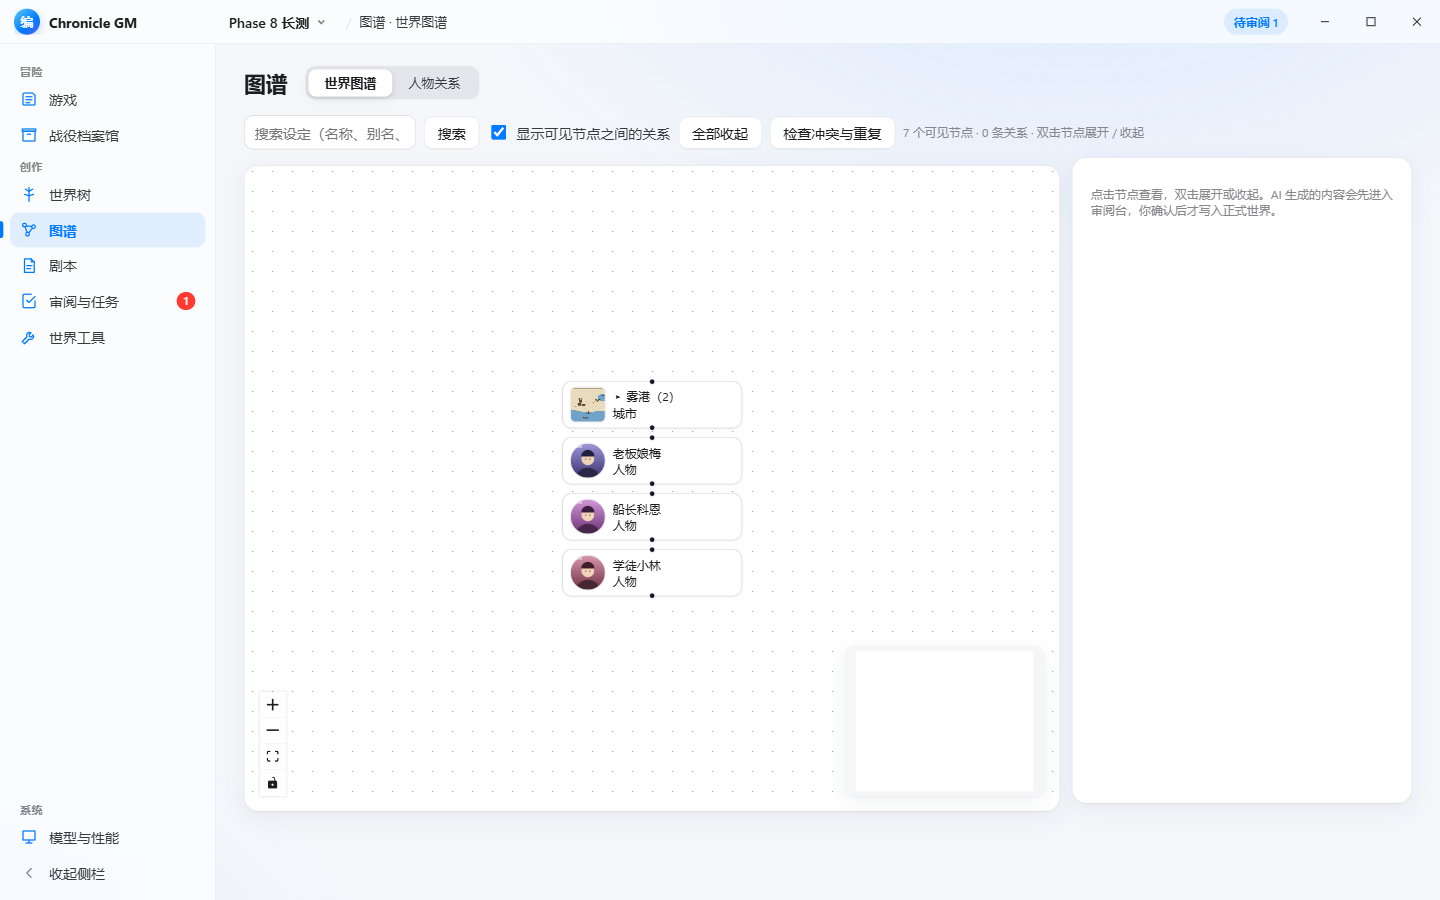 编 Chronicle GM
Phase 8 长测 / 图谱 · 世界图谱
待审阅 1
冒险
游戏
战役档案馆
创作
世界树
图谱
剧本
审阅与任务 1
世界工具
系统
模型与性能
收起侧栏
图谱
世界图谱 人物关系
搜索设定（名称、别名、 搜索 显示可见节点之间的关系 全部收起 检查冲突与重复 7 个可见节点 · 0 条关系 · 双击节点展开 / 收起
▸ 雾港（2）
城市
老板娘梅
人物
船长科恩
人物
学徒小林
人物
点击节点查看，双击展开或收起。AI 生成的内容会先进入
审阅台，你确认后才写入正式世界。